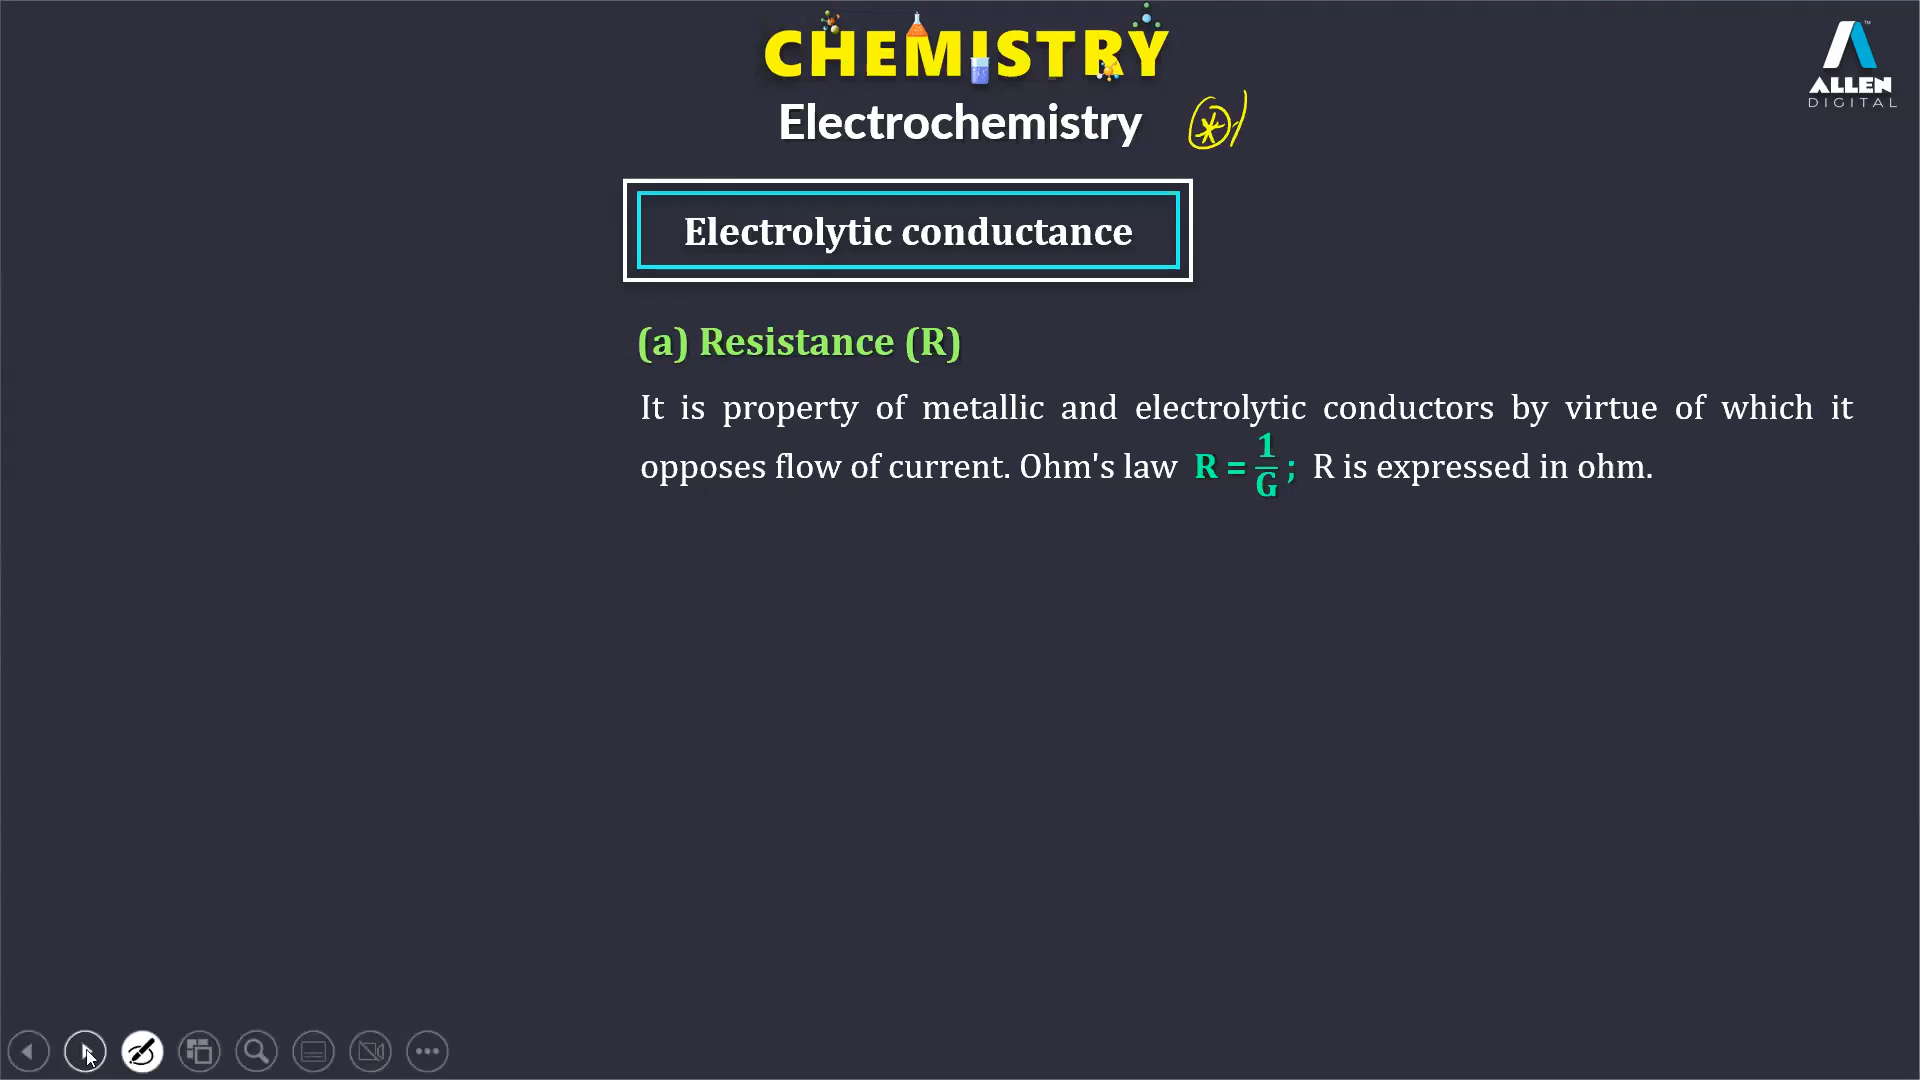 CHEMISTRY
Electrochemistry
ALLEN
DIGITAL
Electrolytic conductance
(a) Resistance (R)
It is property of metallic and electrolytic conductors by virtue of which it
opposes flow of current. Ohm's law R = 1/G ; R is expressed in ohm.